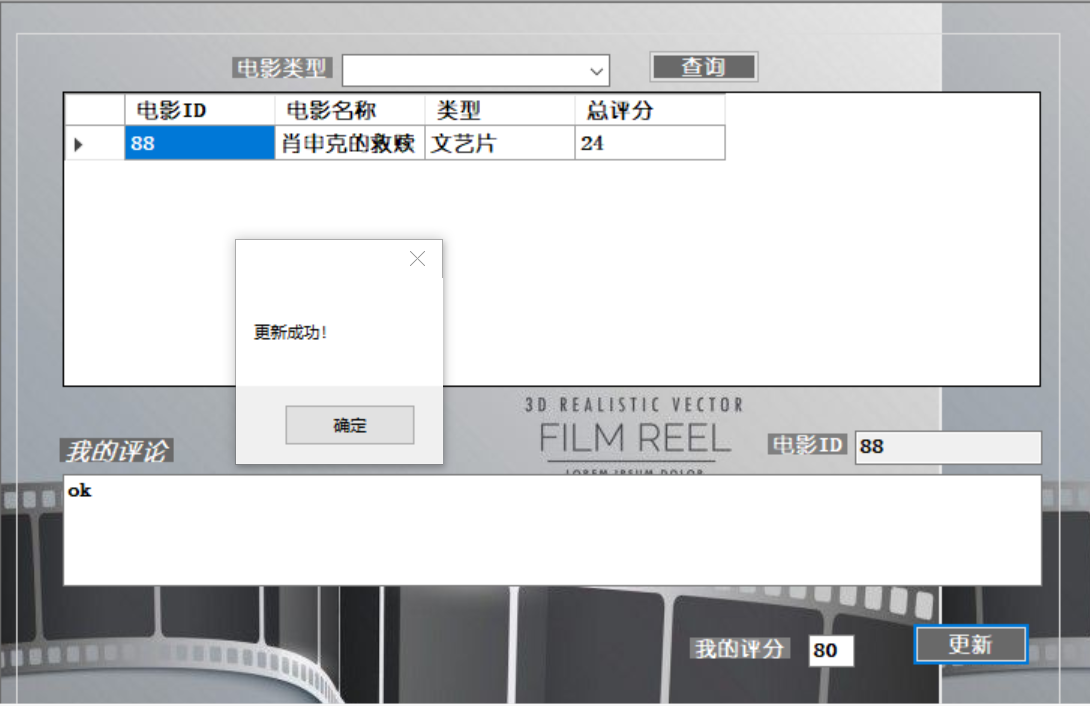 电影类型
查询
电影ID 电影名称 类型 总评分
88 肖申克的救赎 文艺片 24
更新成功!
确定
3D REALISTIC VECTOR
FILM REEL
LOREM IPSUM DOLOR
我的评论
电影ID 88
ok
我的评分 80
更新